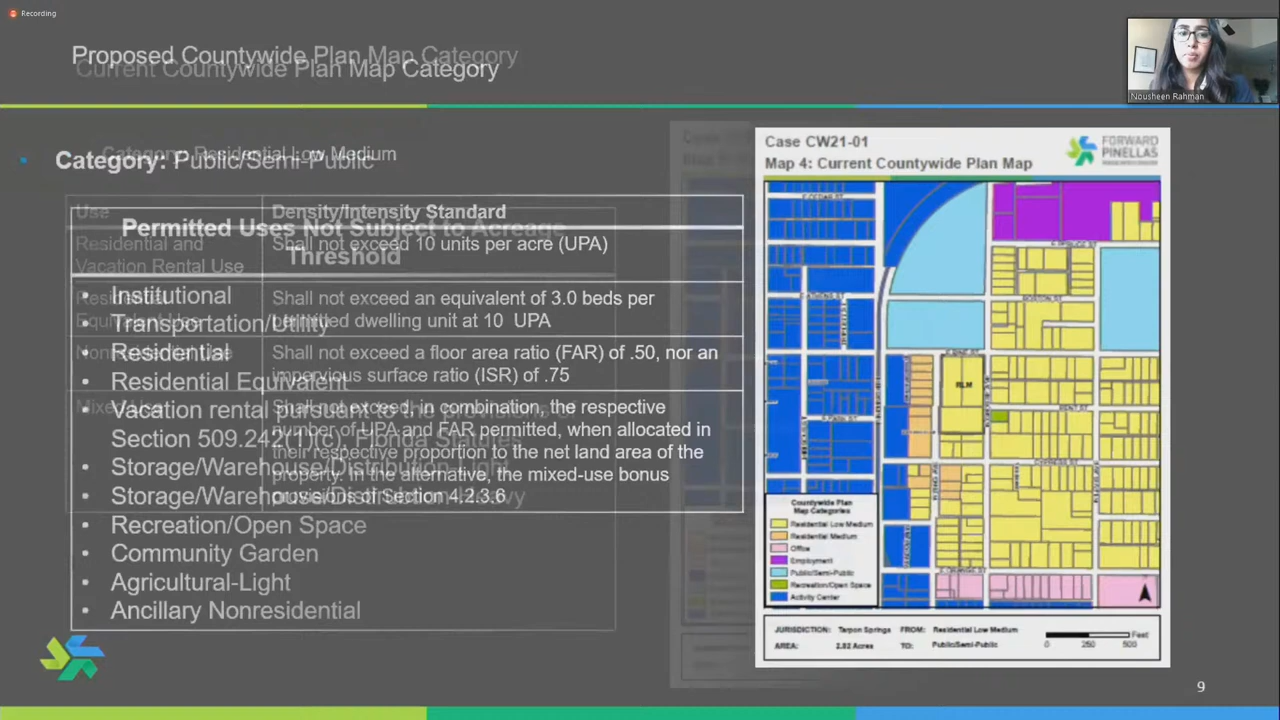 Recording
Proposed Countywide Plan Map Category
Current Countywide Plan Map Category
Nousheen Rahman
Category: Residential Low Medium
Category: Public/Semi-Public
Use
Density/Intensity Standard
Permitted Uses Not Subject to Acreage
Threshold
Residential and
Vacation Rental Use
Shall not exceed 10 units per acre (UPA)
Shall not exceed an equivalent of 3.0 beds per
permitted dwelling unit at 10 UPA
Shall not exceed a floor area ratio (FAR) of .50, nor an
impervious surface ratio (ISR) of .75
Mixed Use
Shall not exceed, in combination, the respective
number of UPA and FAR permitted, when allocated in
their respective proportion to the net land area of the
property. In the alternative, the mixed-use bonus
of Section 4.2.3.6
• Institutional
• Transportation/Utility
• Residential
• Residential Equivalent
• Vacation rental pursuant to the provisions of
Section 509.242(1)(c), Florida Statutes
• Storage/Warehouse/Distribution-Light
• Storage/Warehouse/Distribution-Heavy
• Recreation/Open Space
• Community Garden
• Agricultural-Light
• Ancillary Nonresidential
Case CW21-01
Map 4: Current Countywide Plan Map
FORWARD
PINELLAS
RLM
Countywide Plan
Map Categories
Residential Low Medium
Residential Medium
Office
Employment
Public/Semi-Public
Recreation/Open Space
Activity Center
JURISDICTION: Tarpon Springs FROM: Residential Low Medium
AREA: 2.82 Acres TO: Public/Semi-Public
Feet
0 250 500
9